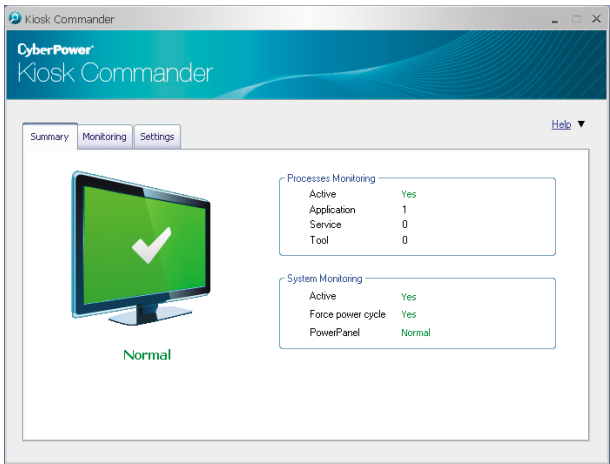 Kiosk Commander
CyberPower
Kiosk Commander
Help
Summary Monitoring Settings
Processes Monitoring
Active Yes
Application 1
Service 0
Tool 0
System Monitoring
Active Yes
Force power cycle Yes
PowerPanel Normal
Normal